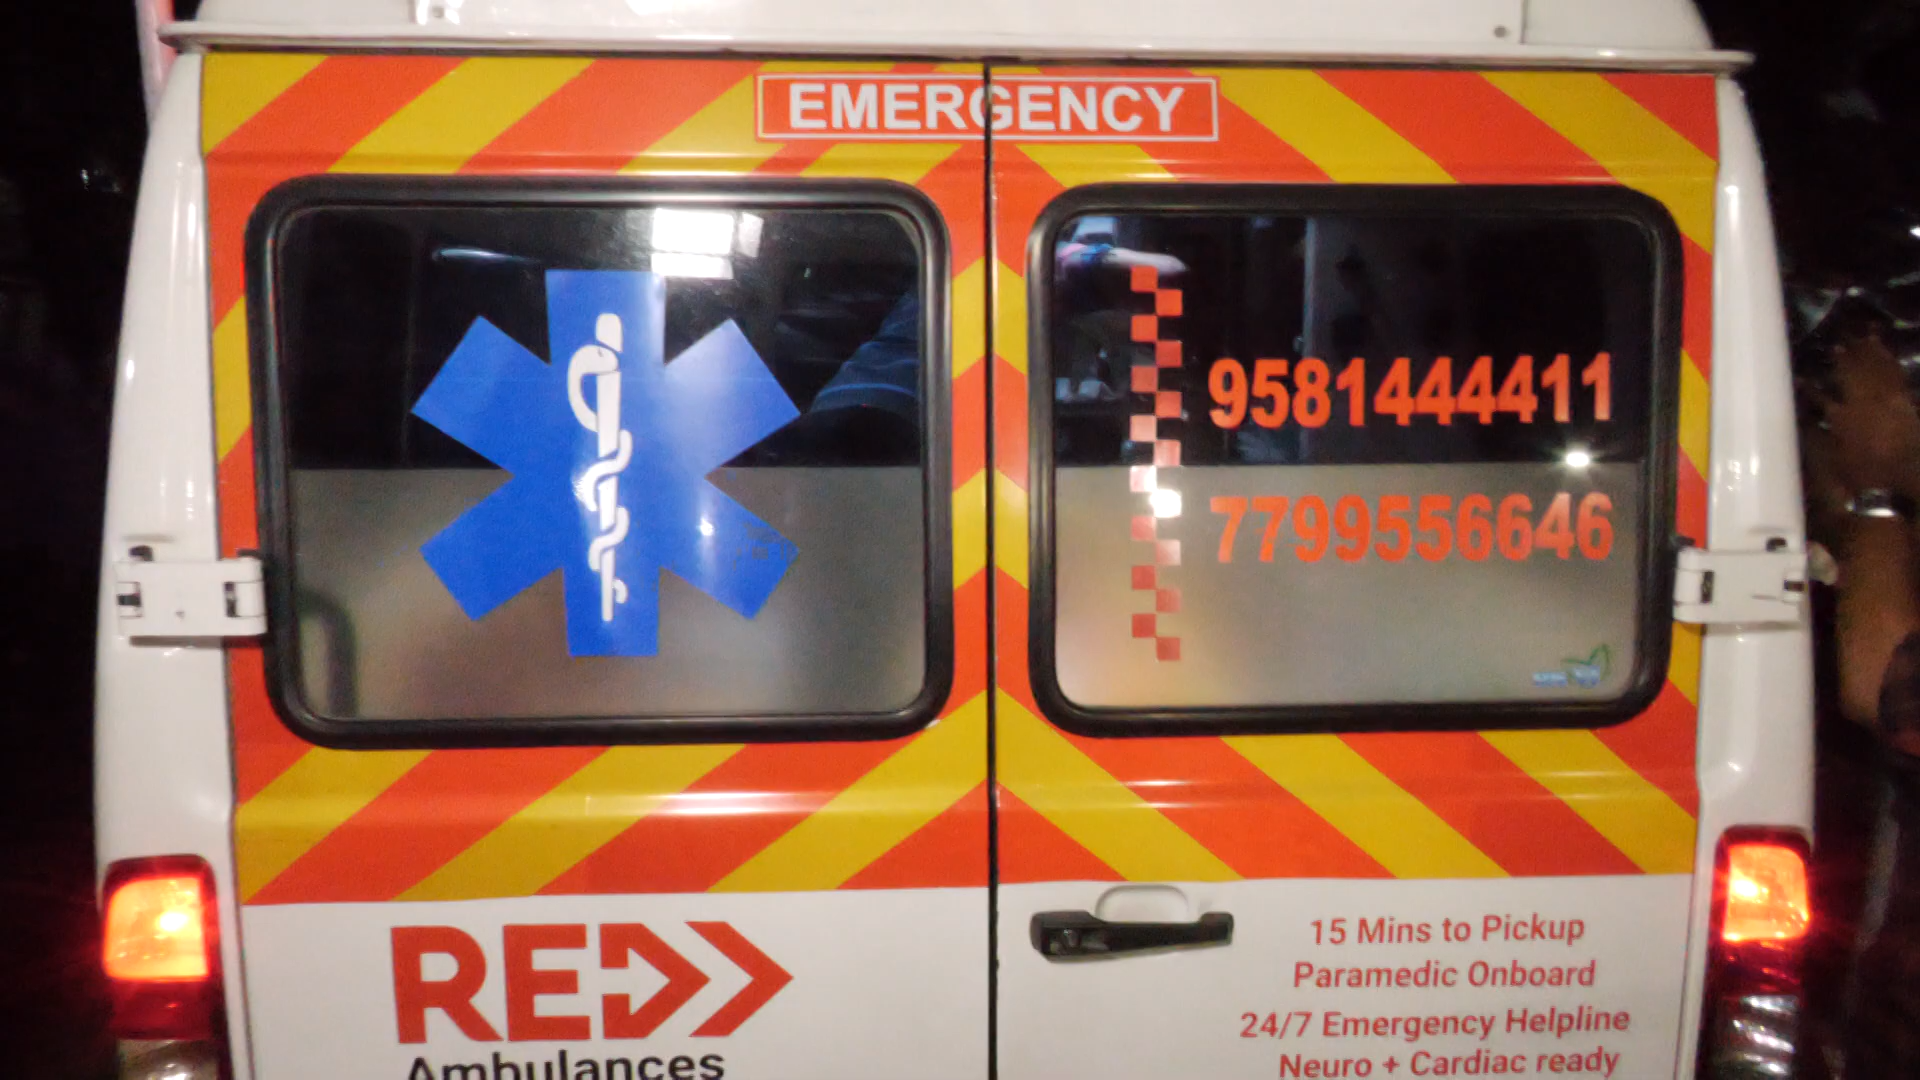 EMERGENCY
9581444411
7799556646
RED
Ambulances
15 Mins to Pickup
Paramedic Onboard
24/7 Emergency Helpline
Neuro + Cardiac ready